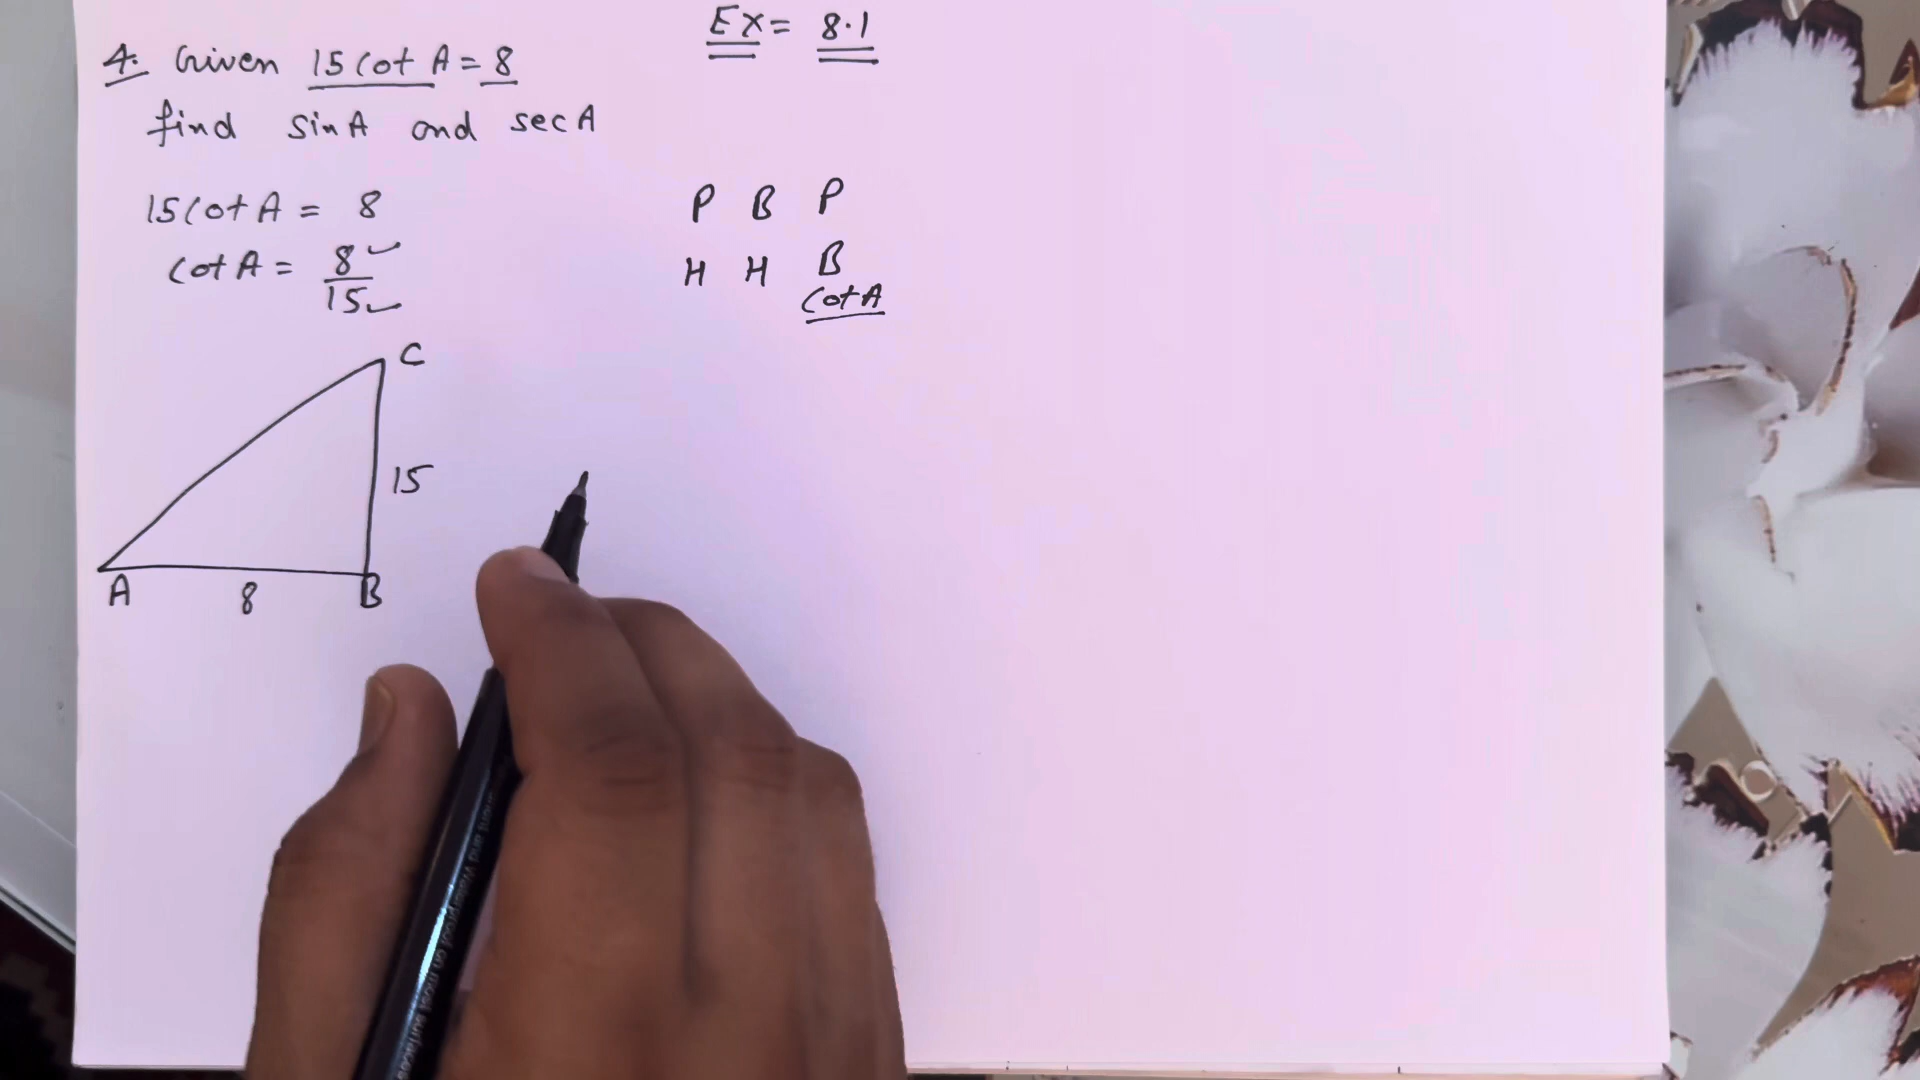 Ex = 8.1
4. Given 15 Cot A = 8
find sin A and sec A
15 Cot A = 8
Cot A = 8/15
P B P
H H B
Cot A
C
15
A 8 B